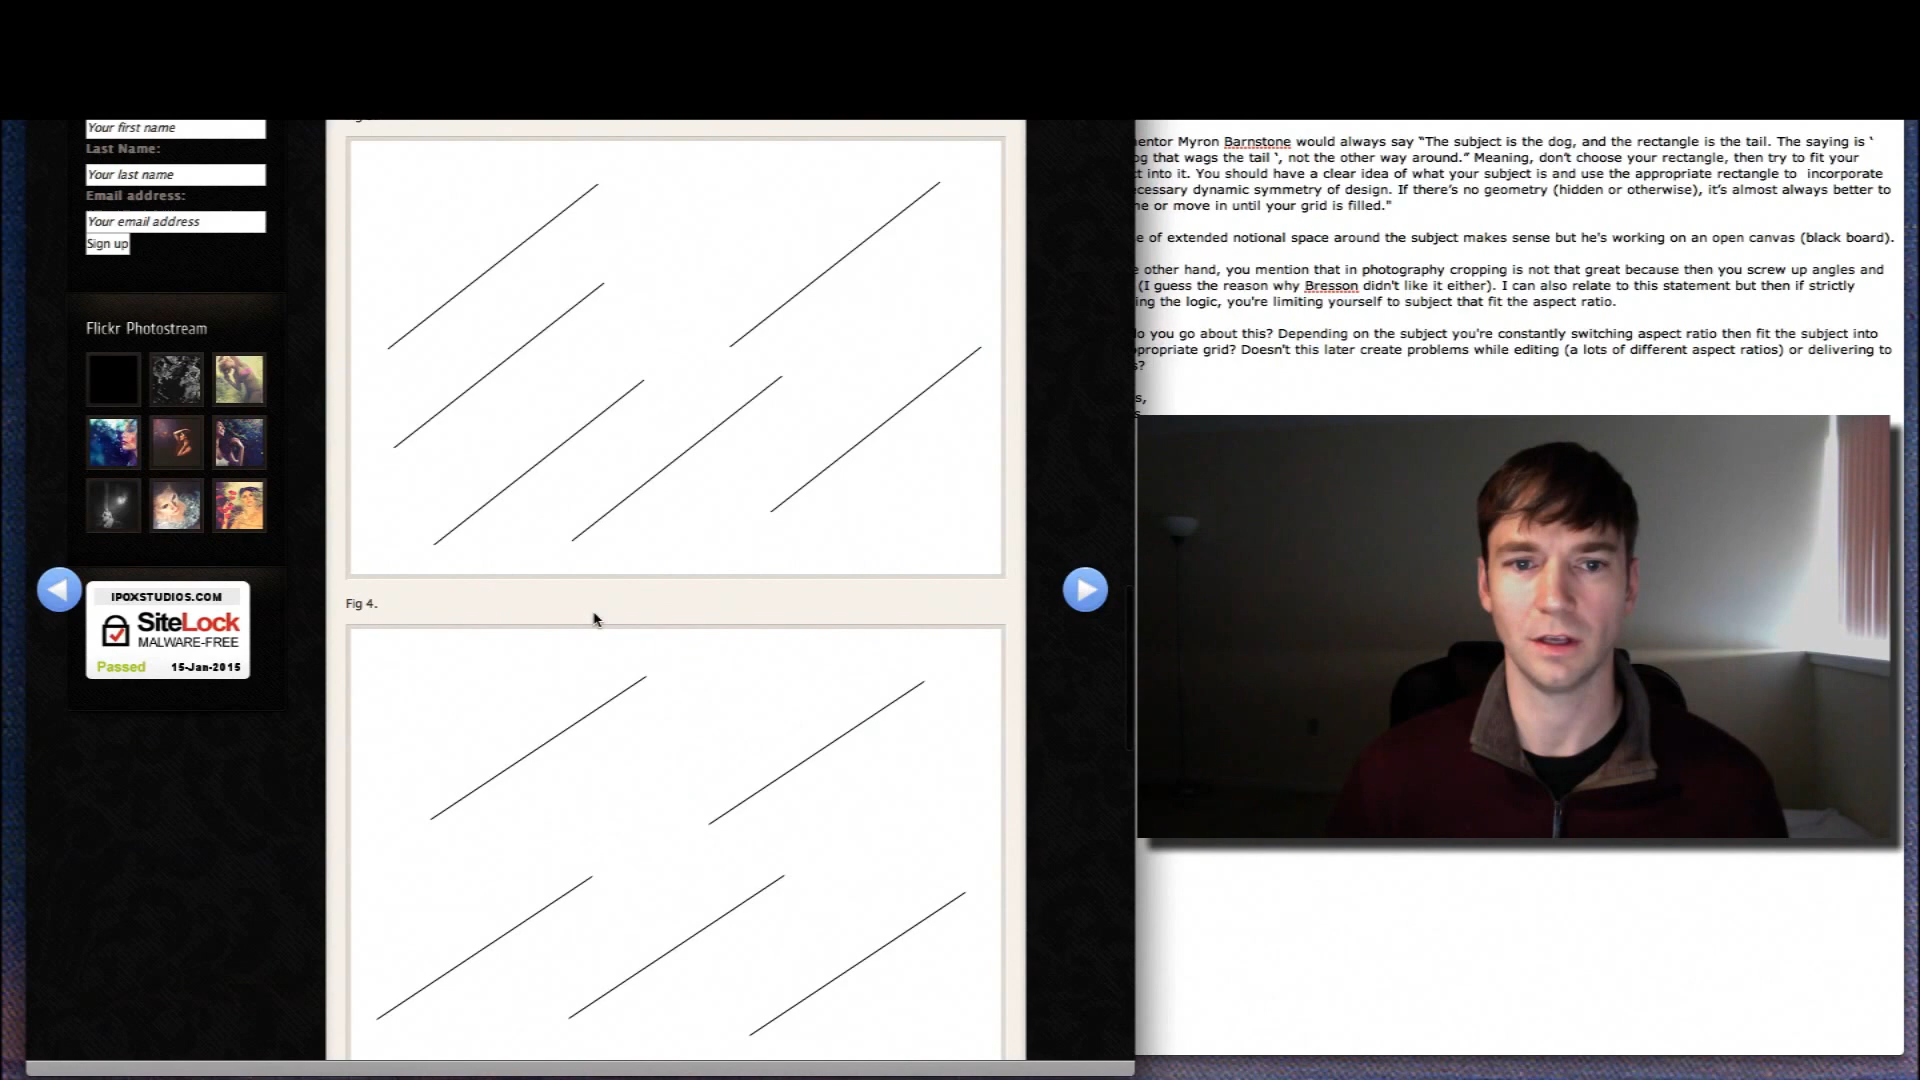 Your first name
Last Name:
Your last name
Email address:
Your email address
Sign up
Flickr Photostream
IPOXSTUDIOS.COM
SiteLock
MALWARE-FREE
Passed 15-Jan-2015
Fig 4.
Myron Barnstone would always say “The subject is the dog, and the rectangle is the tail. The saying is ‘
that wags the tail ‘, not the other way around.” Meaning, don’t choose your rectangle, then try to fit your
into it. You should have a clear idea of what your subject is and use the appropriate rectangle to incorporate
dynamic symmetry of design. If there’s no geometry (hidden or otherwise), it’s almost always better to
or move in until your grid is filled."
of extended notional space around the subject makes sense but he's working on an open canvas (black board).
other hand, you mention that in photography cropping is not that great because then you screw up angles and
(I guess the reason why Bresson didn't like it either). I can also relate to this statement but then if strictly
the logic, you're limiting yourself to subject that fit the aspect ratio.
you go about this? Depending on the subject you're constantly switching aspect ratio then fit the subject into
grid? Doesn't this later create problems while editing (a lots of different aspect ratios) or delivering to